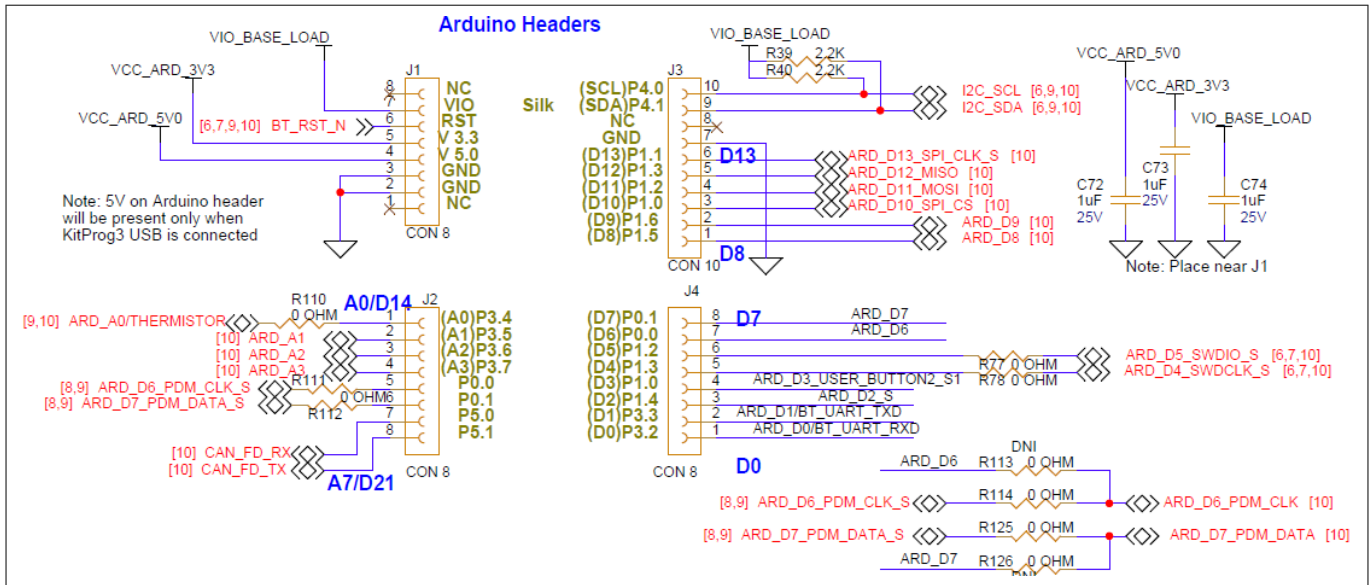 Arduino Headers
VIO_BASE_LOAD
VCC_ARD_3V3
VCC_ARD_5V0
[6,7,9,10] BT_RST_N
J1
8 NC
7 VIO
6 RST
5 V 3.3
4 V 5.0
3 GND
2 GND
1 NC
CON 8
Note: 5V on Arduino header
will be present only when
KitProg3 USB is connected
Silk
VIO_BASE_LOAD
R39 2.2K
R40 2.2K
J3
(SCL)P4.0 10 I2C_SCL [6,9,10]
(SDA)P4.1 9 I2C_SDA [6,9,10]
NC 8
GND 7
(D13)P1.1 6 D13 ARD_D13_SPI_CLK_S [10]
(D12)P1.3 5 ARD_D12_MISO [10]
(D11)P1.2 4 ARD_D11_MOSI [10]
(D10)P1.0 3 ARD_D10_SPI_CS [10]
(D9)P1.6 2 ARD_D9 [10]
(D8)P1.5 1 ARD_D8 [10]
D8
CON 10
VCC_ARD_5V0
VCC_ARD_3V3
VIO_BASE_LOAD
C72
1uF
25V
C73
1uF
25V
C74
1uF
25V
Note: Place near J1
R110
0 OHM
A0/D14
J2
[9,10] ARD_A0/THERMISTOR 1 (A0)P3.4
[10] ARD_A1 2 (A1)P3.5
[10] ARD_A2 3 (A2)P3.6
[10] ARD_A3 4 (A3)P3.7
R111
[8,9] ARD_D6_PDM_CLK_S 5 P0.0
0 OHM
[8,9] ARD_D7_PDM_DATA_S 6 P0.1
R112
7 P5.0
8 P5.1
[10] CAN_FD_RX
[10] CAN_FD_TX
A7/D21
CON 8
J4
(D7)P0.1 8 D7 ARD_D7
(D6)P0.0 7 ARD_D6
(D5)P1.2 6 R77 0 OHM ARD_D5_SWDIO_S [6,7,10]
(D4)P1.3 5 R78 0 OHM ARD_D4_SWDCLK_S [6,7,10]
(D3)P1.0 4 ARD_D3_USER_BUTTON2_S1
(D2)P1.4 3 ARD_D2_S
(D1)P3.3 2 ARD_D1/BT_UART_TXD
(D0)P3.2 1 ARD_D0/BT_UART_RXD
CON 8
D0
DNI
ARD_D6 R113 0 OHM
[8,9] ARD_D6_PDM_CLK_S R114 0 OHM ARD_D6_PDM_CLK [10]
[8,9] ARD_D7_PDM_DATA_S R125 0 OHM ARD_D7_PDM_DATA [10]
ARD_D7 R126 0 OHM